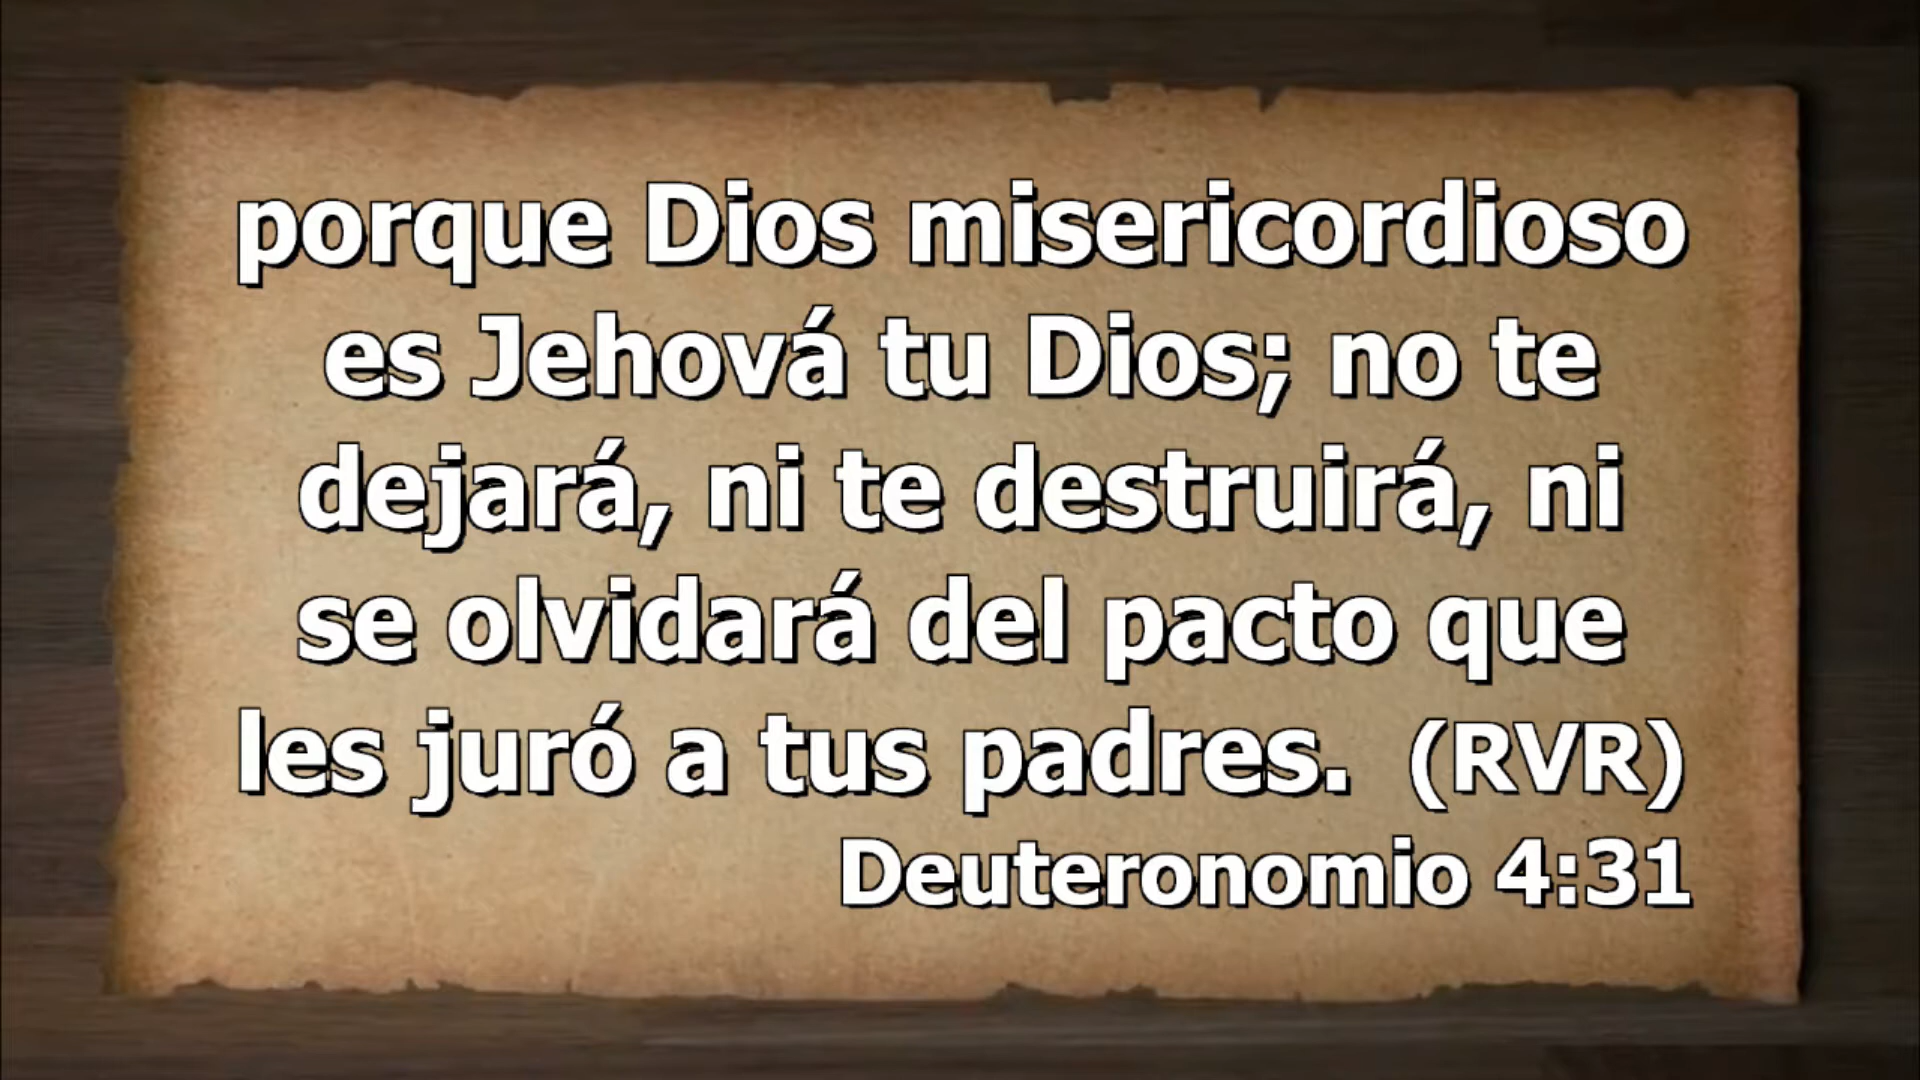 porque Dios misericordioso
es Jehová tu Dios; no te
dejará, ni te destruirá, ni
se olvidará del pacto que
les juró a tus padres. (RVR)
Deuteronomio 4:31